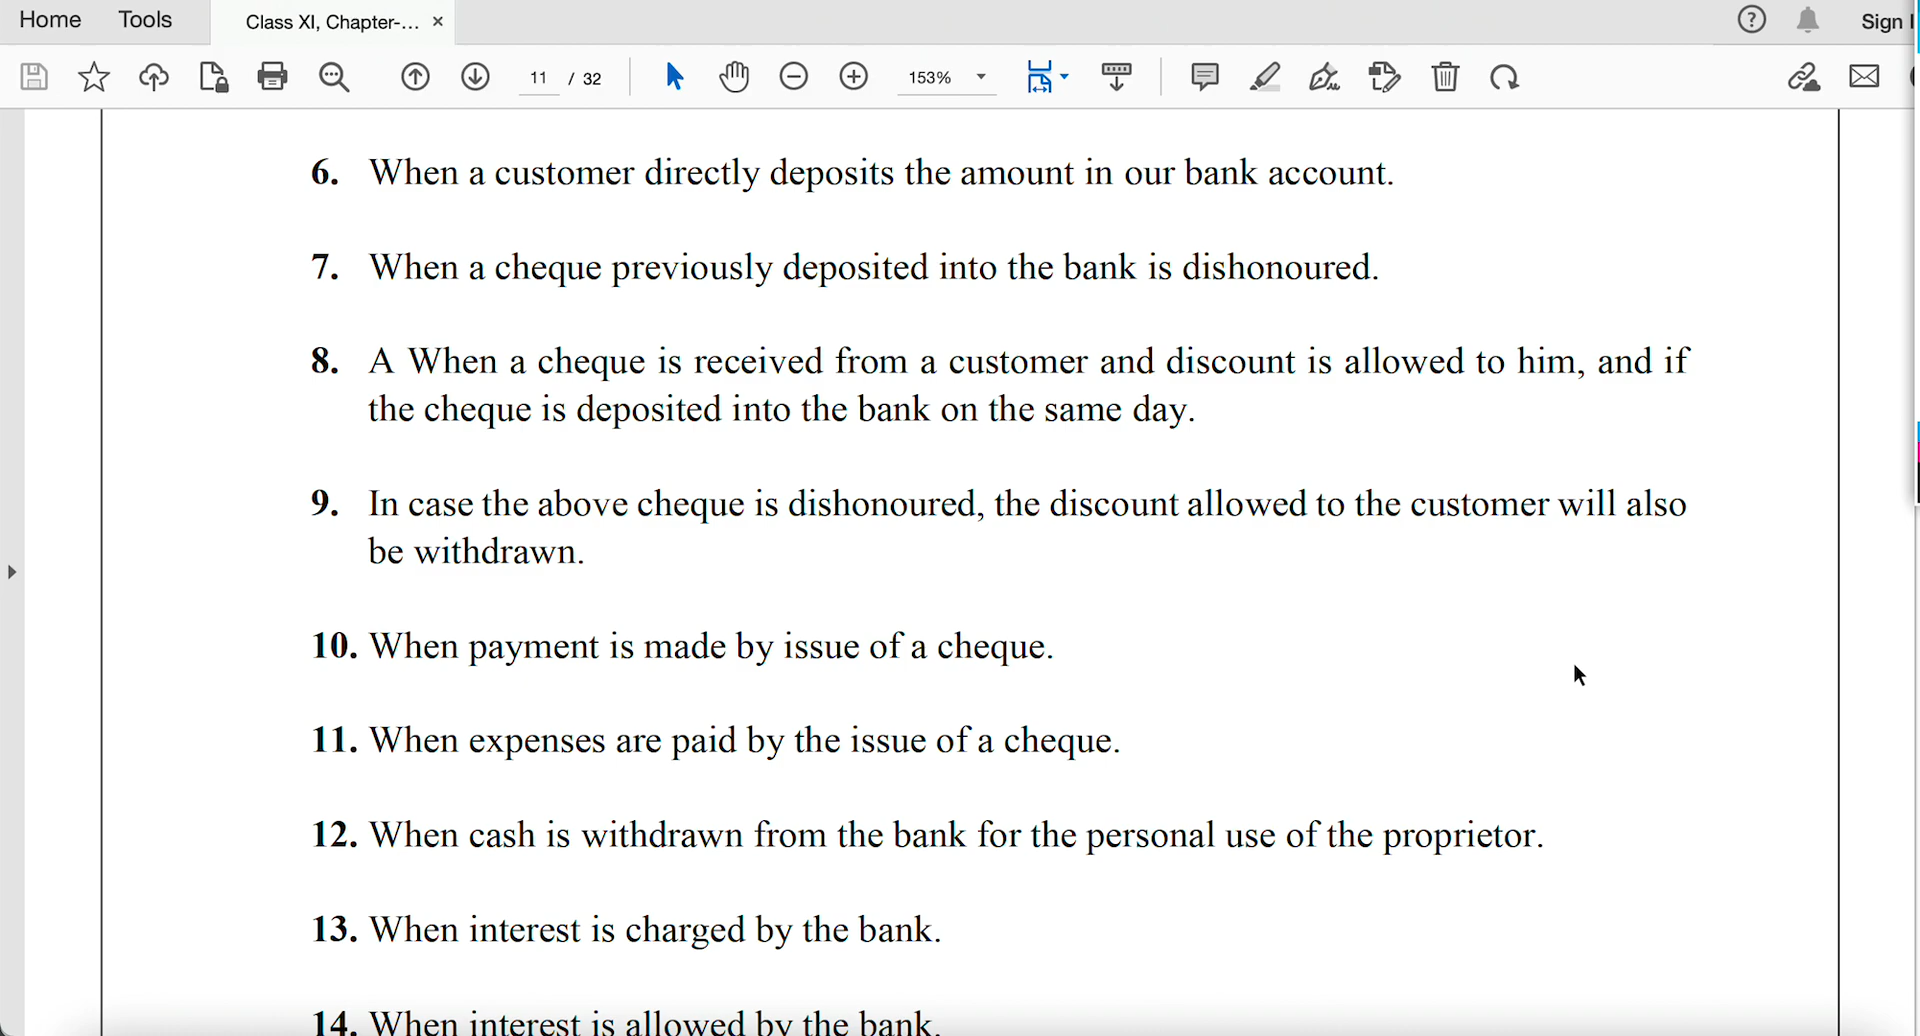 Home Tools Class XI, Chapter-... × Sign I
11 / 32 153%
6. When a customer directly deposits the amount in our bank account.
7. When a cheque previously deposited into the bank is dishonoured.
8. A When a cheque is received from a customer and discount is allowed to him, and if
the cheque is deposited into the bank on the same day.
9. In case the above cheque is dishonoured, the discount allowed to the customer will also
be withdrawn.
10. When payment is made by issue of a cheque.
11. When expenses are paid by the issue of a cheque.
12. When cash is withdrawn from the bank for the personal use of the proprietor.
13. When interest is charged by the bank.
14. When interest is allowed by the bank.